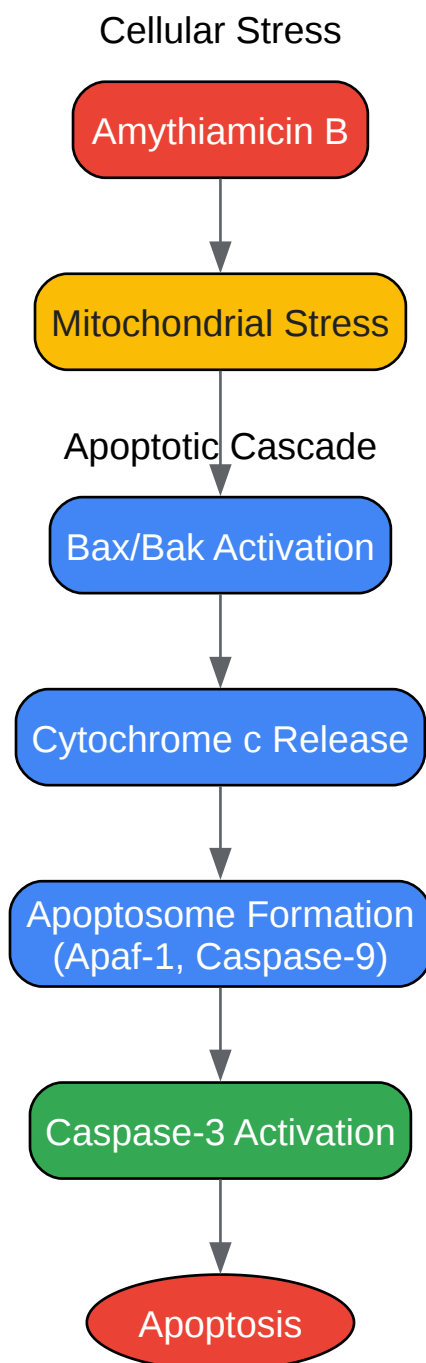 Cellular Stress
Amythiamicin B
Mitochondrial Stress
Apoptotic Cascade
Bax/Bak Activation
Cytochrome c Release
Apoptosome Formation
(Apaf-1, Caspase-9)
Caspase-3 Activation
Apoptosis